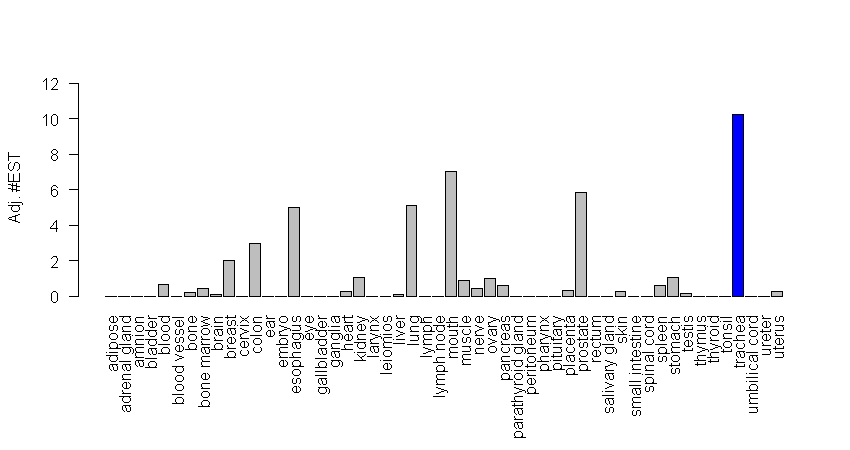 Adj. #EST
12
10
8
6
4
2
0
adipose
adrenal gland
amnion
bladder
blood
blood vessel
bone
bone marrow
brain
breast
cervix
colon
ear
embryo
esophagus
eye
gallbladder
ganglia
heart
kidney
larynx
leiomios
liver
lung
lymph
lymph node
mouth
muscle
nerve
ovary
pancreas
parathyroid gland
peritoneum
pharynx
pituitary
placenta
prostate
rectum
salivary gland
skin
small intestine
spinal cord
spleen
stomach
testis
thymus
thyroid
tonsil
trachea
umbilical cord
ureter
uterus